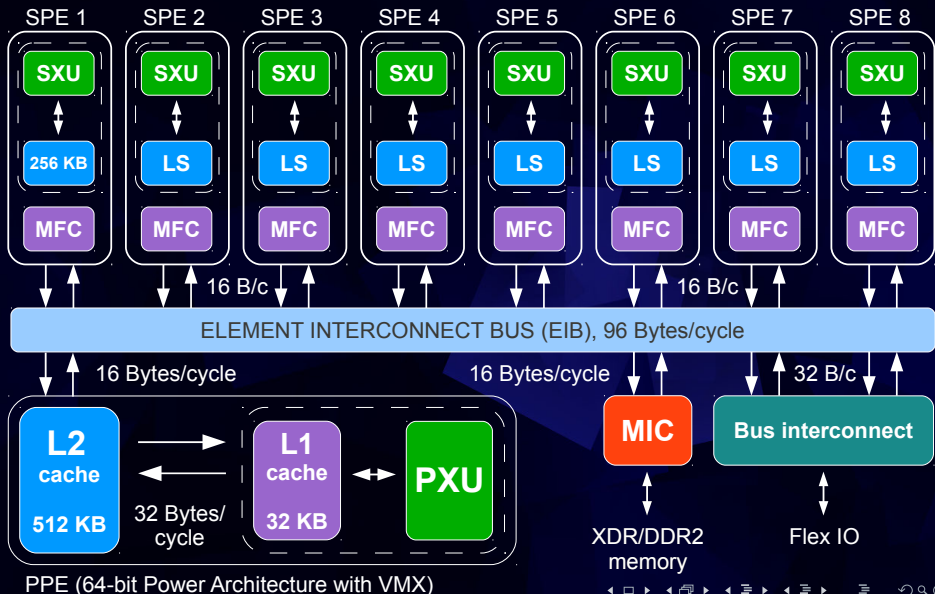 SPE 1 SPE 2 SPE 3 SPE 4 SPE 5 SPE 6 SPE 7 SPE 8
SXU SXU SXU SXU SXU SXU SXU SXU
256 KB LS LS LS LS LS LS LS
MFC MFC MFC MFC MFC MFC MFC MFC
16 B/c 16 B/c
ELEMENT INTERCONNECT BUS (EIB), 96 Bytes/cycle
16 Bytes/cycle 16 Bytes/cycle 32 B/c
L2
cache
512 KB
32 Bytes/
cycle
L1
cache
32 KB
PXU
MIC
Bus interconnect
XDR/DDR2
memory
Flex IO
PPE (64-bit Power Architecture with VMX)